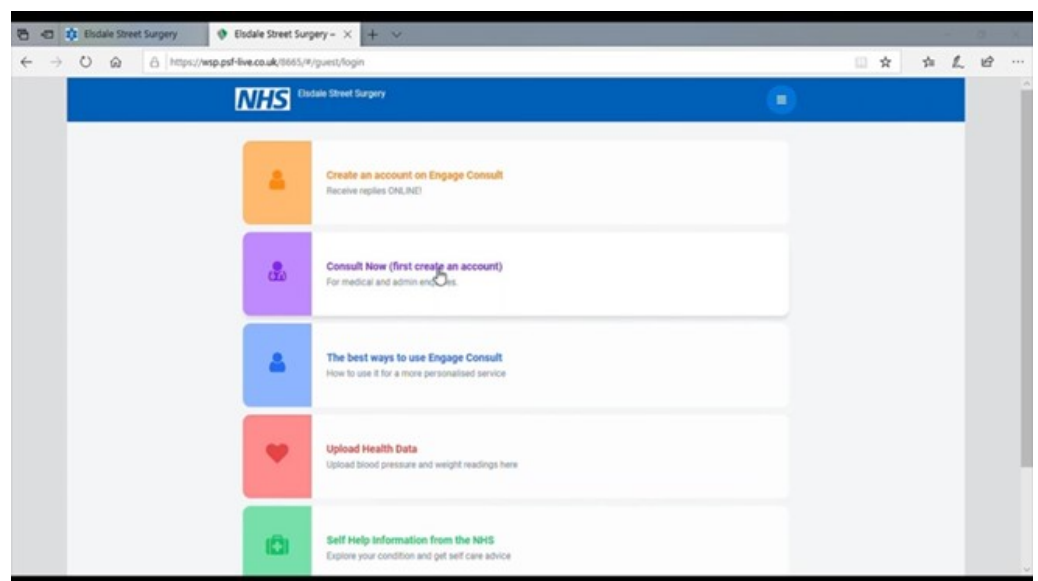 Elsdale Street Surgery
Elsdale Street Surgery –
https://wsp.psf-live.co.uk/8665/#/guest/login
NHS Elsdale Street Surgery
Create an account on Engage Consult
Receive replies ONLINE!
Consult Now (first create an account)
For medical and admin
The best ways to use Engage Consult
How to use it for a more personalised service
Upload Health Data
Upload blood pressure and weight readings here
Self Help Information from the NHS
Explore your condition and get self care advice